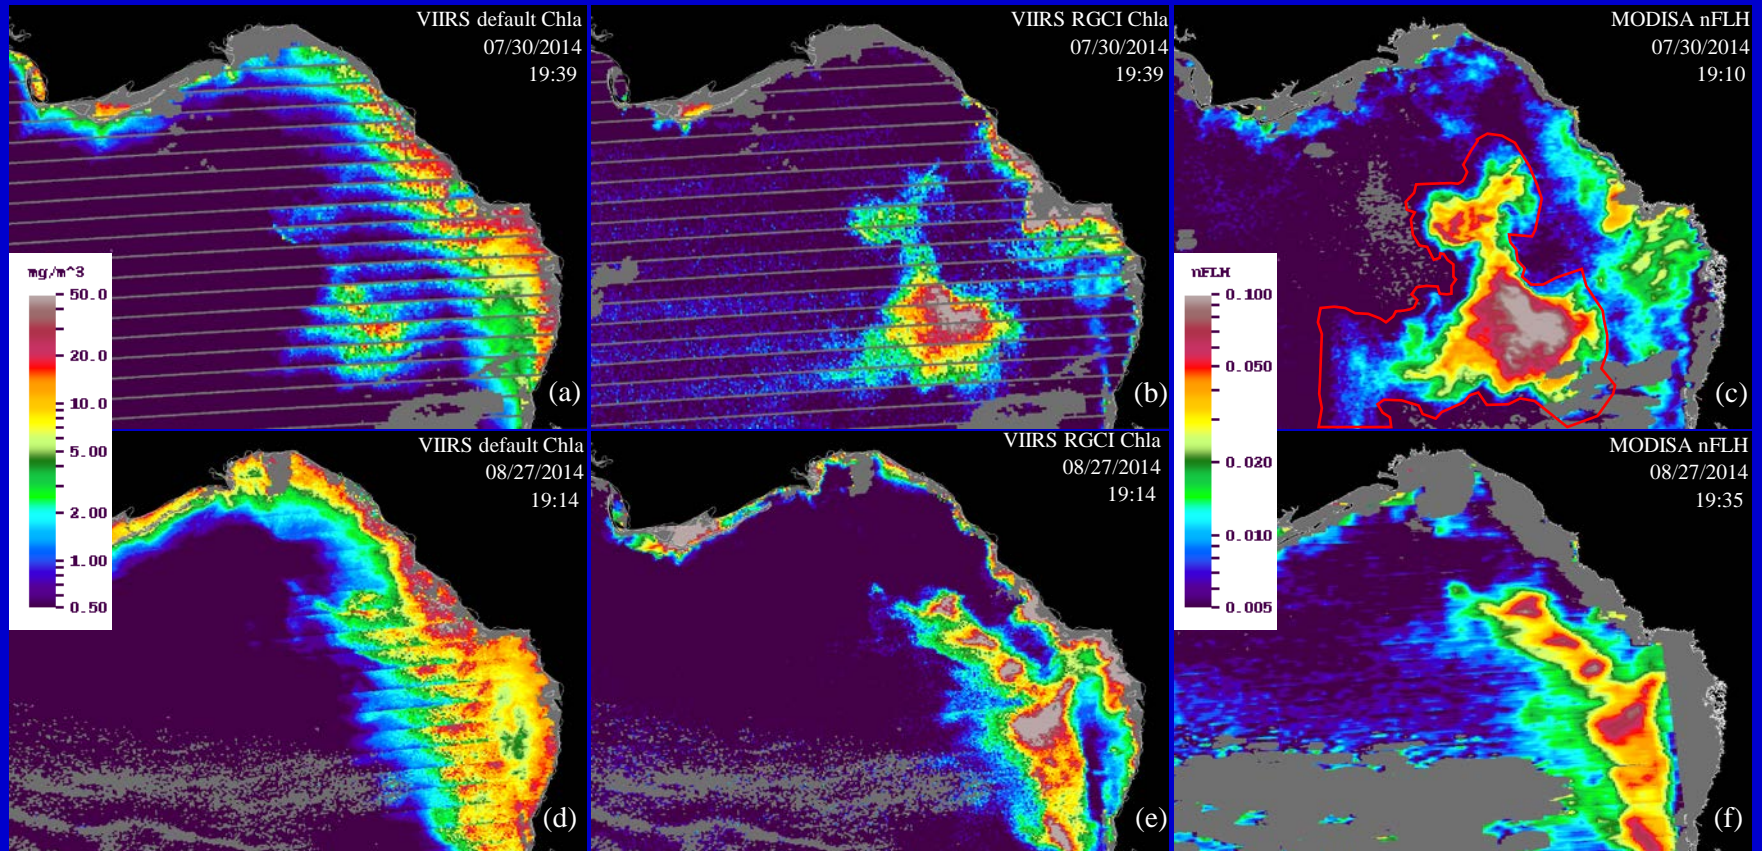 VIIRS default Chla
07/30/2014
19:39
(a)
VIIRS RGCI Chla
07/30/2014
19:39
(b)
MODISA nFLH
07/30/2014
19:10
(c)
mg/m^3
50.0
20.0
10.0
5.00
2.00
1.00
0.50
nFLH
0.100
0.050
0.020
0.010
0.005
VIIRS default Chla
08/27/2014
19:14
(d)
VIIRS RGCI Chla
08/27/2014
19:14
(e)
MODISA nFLH
08/27/2014
19:35
(f)